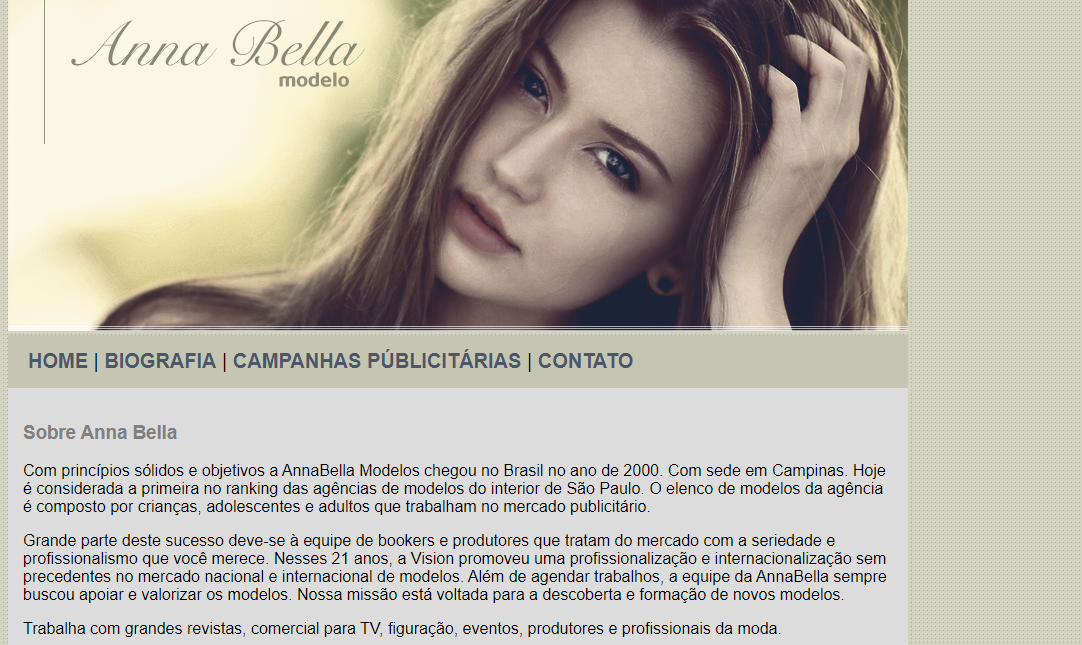 Anna Bella
modelo
HOME | BIOGRAFIA | CAMPANHAS PÚBLICITÁRIAS | CONTATO
Sobre Anna Bella
Com princípios sólidos e objetivos a AnnaBella Modelos chegou no Brasil no ano de 2000. Com sede em Campinas. Hoje
é considerada a primeira no ranking das agências de modelos do interior de São Paulo. O elenco de modelos da agência
é composto por crianças, adolescentes e adultos que trabalham no mercado publicitário.
Grande parte deste sucesso deve-se à equipe de bookers e produtores que tratam do mercado com a seriedade e
profissionalismo que você merece. Nesses 21 anos, a Vision promoveu uma profissionalização e internacionalização sem
precedentes no mercado nacional e internacional de modelos. Além de agendar trabalhos, a equipe da AnnaBella sempre
buscou apoiar e valorizar os modelos. Nossa missão está voltada para a descoberta e formação de novos modelos.
Trabalha com grandes revistas, comercial para TV, figuração, eventos, produtores e profissionais da moda.